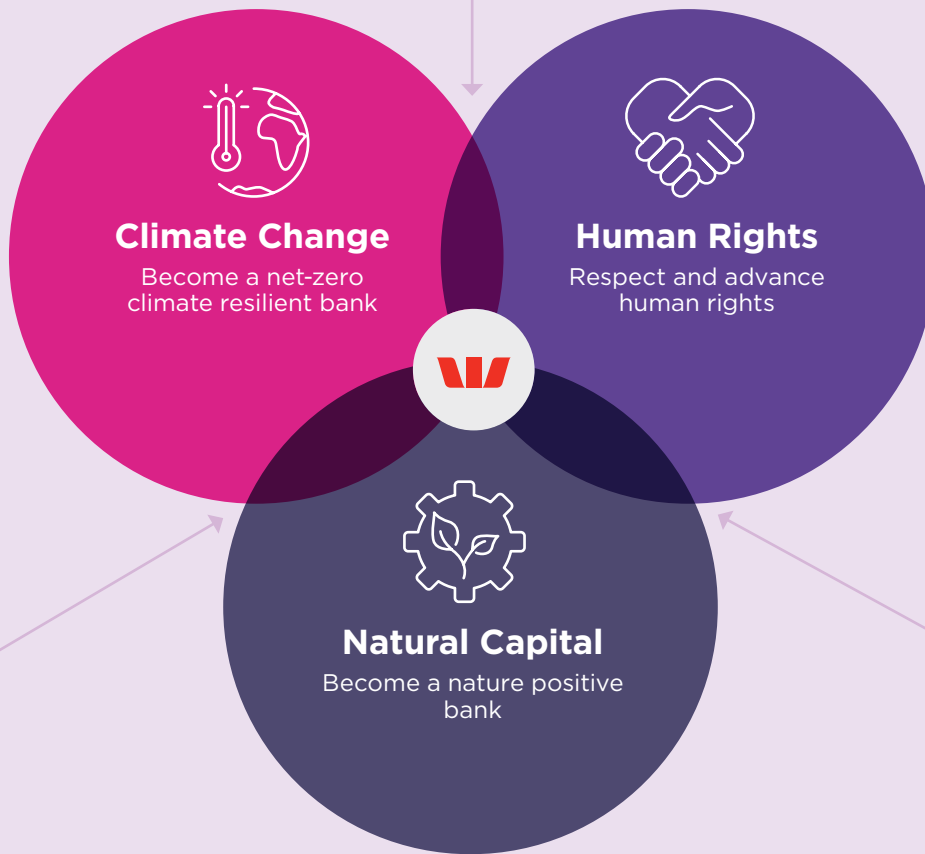 Climate Change
Become a net-zero
climate resilient bank
Human Rights
Respect and advance
human rights
Natural Capital
Become a nature positive
bank